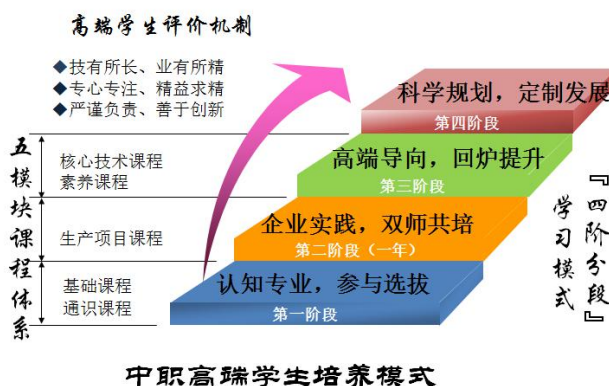 高端学生评价机制
◆技有所长、业有所精
◆专心专注、精益求精
◆严谨负责、善于创新
科学规划，定制发展
第四阶段
高端导向，回炉提升
第三阶段
企业实践，双师共培
第二阶段（一年）
认知专业，参与选拔
第一阶段
五模块课程体系
核心技术课程
素养课程
生产项目课程
基础课程
通识课程
『四阶分段』
学习模式
中职高端学生培养模式